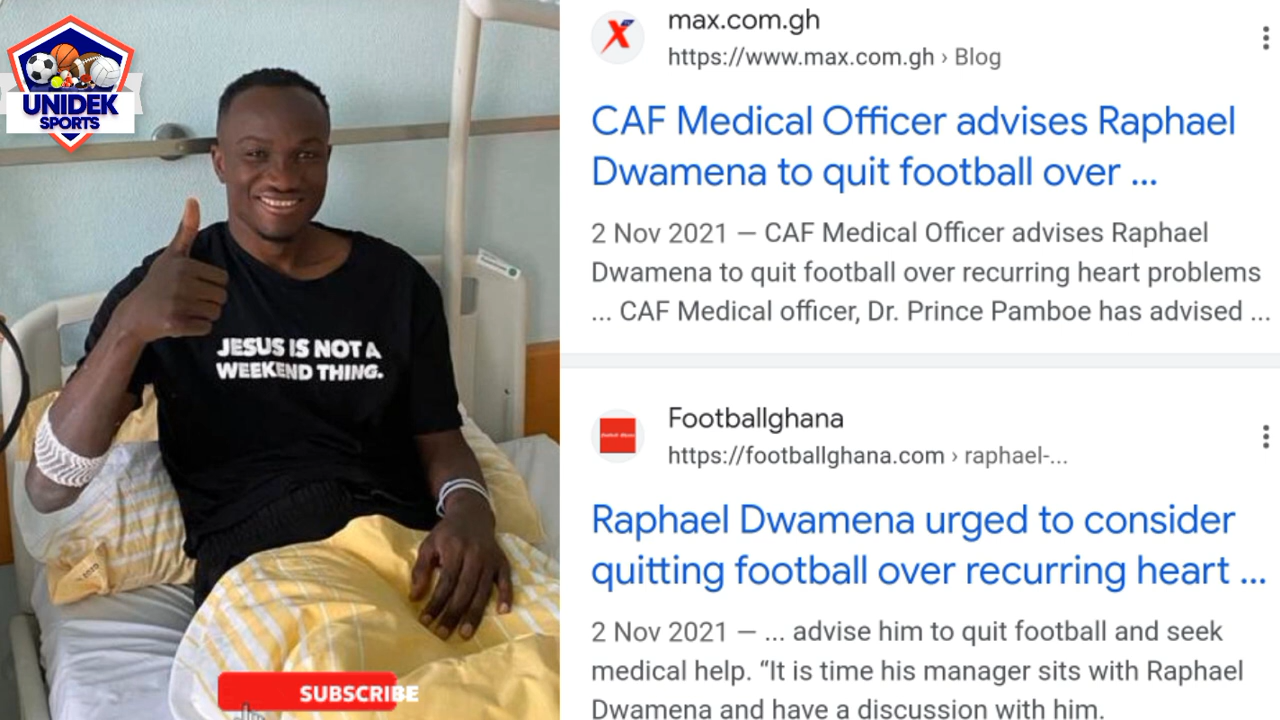 UNIDEK
SPORTS
JESUS IS NOT A
WEEKEND THING.
SUBSCRIBE
max.com.gh
https://www.max.com.gh › Blog
CAF Medical Officer advises Raphael
Dwamena to quit football over ...
2 Nov 2021 — CAF Medical Officer advises Raphael
Dwamena to quit football over recurring heart problems
... CAF Medical officer, Dr. Prince Pamboe has advised ...
Footballghana
https://footballghana.com › raphael-...
Raphael Dwamena urged to consider
quitting football over recurring heart ...
2 Nov 2021 — ... advise him to quit football and seek
medical help. “It is time his manager sits with Raphael
Dwamena and have a discussion with him.